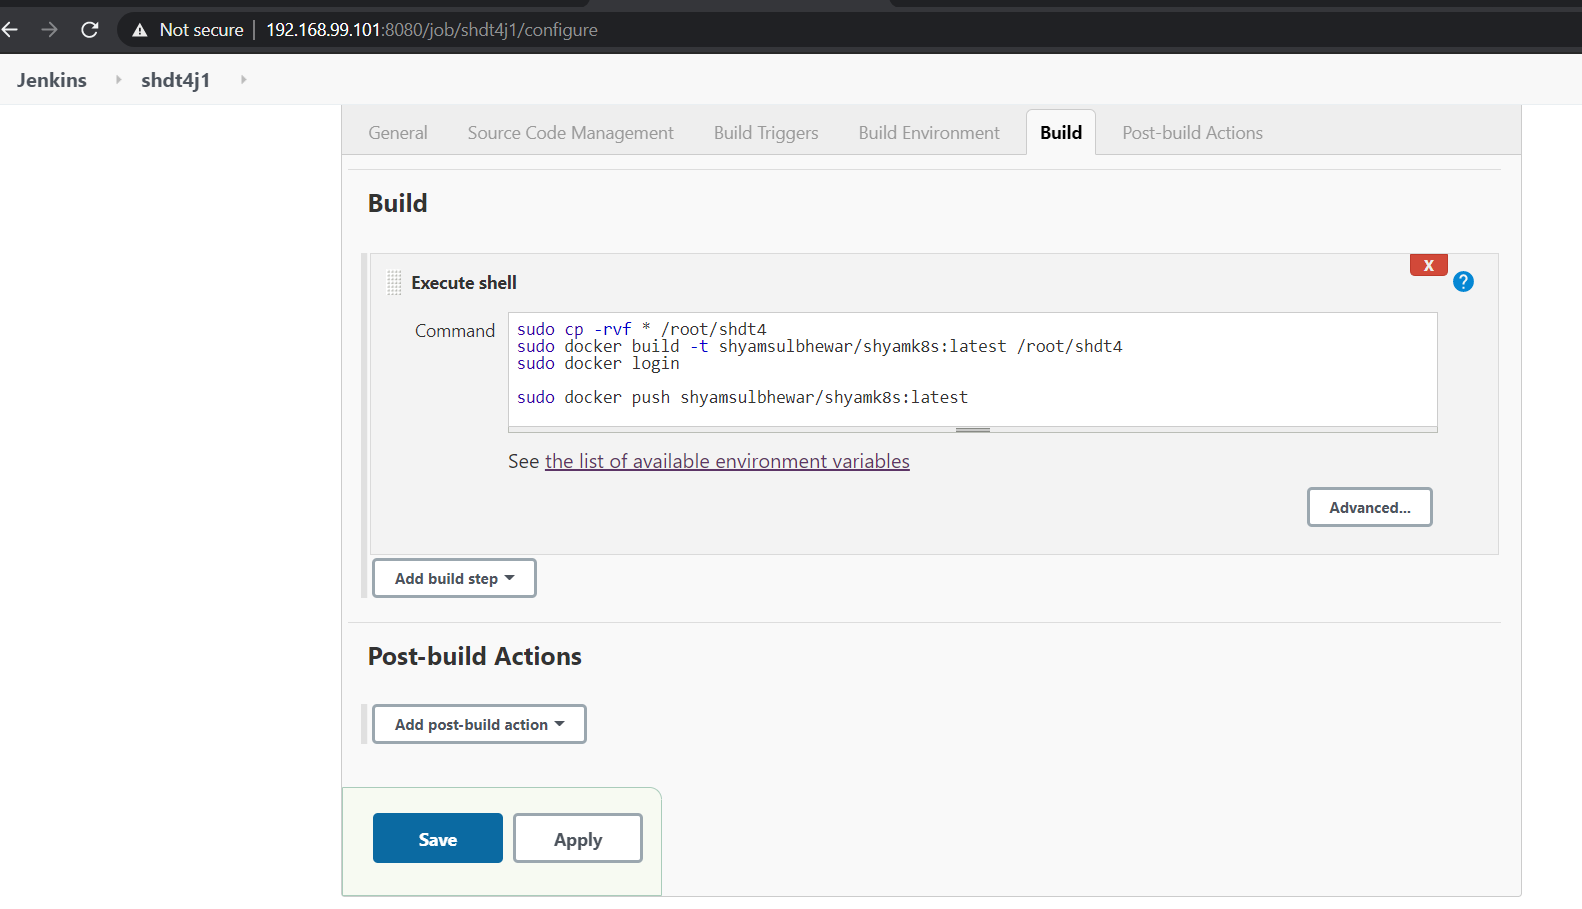 Not secure | 192.168.99.101:8080/job/shdt4j1/configure
Jenkins shdt4j1
General Source Code Management Build Triggers Build Environment Build Post-build Actions
Build
X
Execute shell ?
Command
sudo cp -rvf * /root/shdt4
sudo docker build -t shyamsulbhewar/shyamk8s:latest /root/shdt4
sudo docker login
sudo docker push shyamsulbhewar/shyamk8s:latest
See the list of available environment variables
Advanced...
Add build step
Post-build Actions
Add post-build action
Save Apply